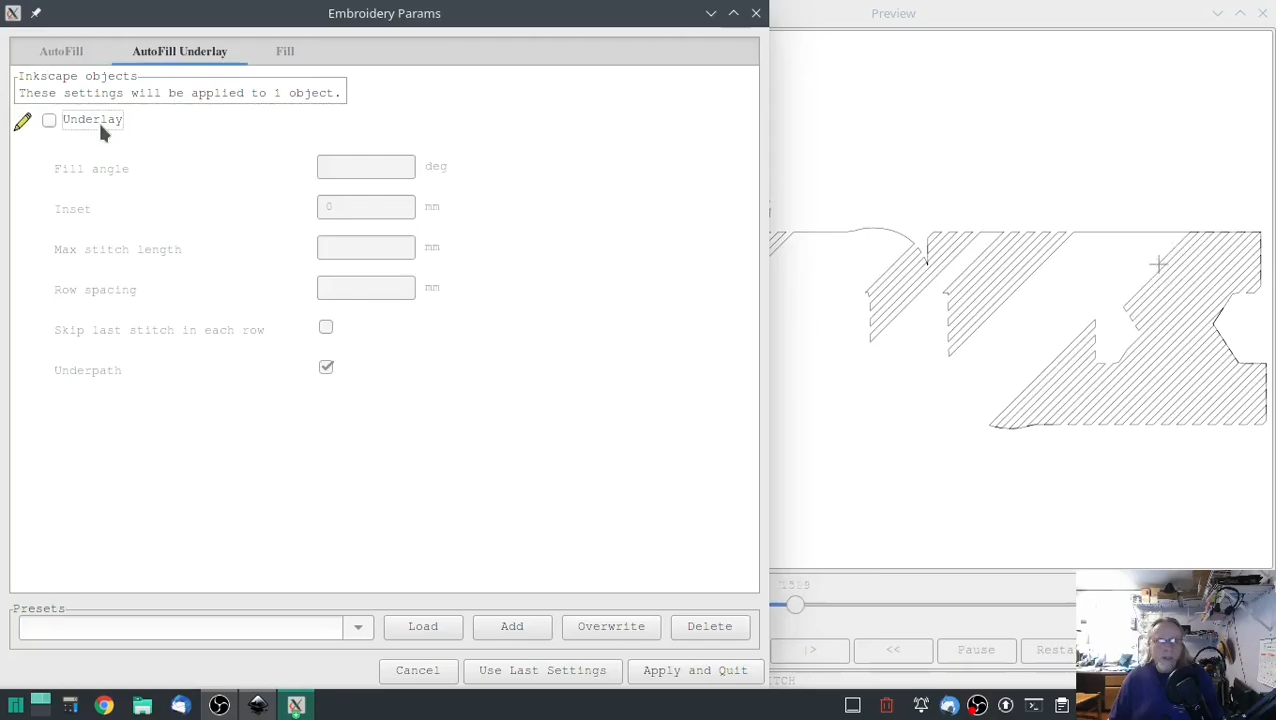 Embroidery Params
Preview
AutoFill
AutoFill Underlay
Fill
Inkscape objects
These settings will be applied to 1 object.
Underlay
Fill angle
deg
Inset
0
mm
Max stitch length
mm
Row spacing
mm
Skip last stitch in each row
Underpath
Presets
Load
Add
Overwrite
Delete
Cancel
Use Last Settings
Apply and Quit
|>
<<
Pause
Resta
TCH